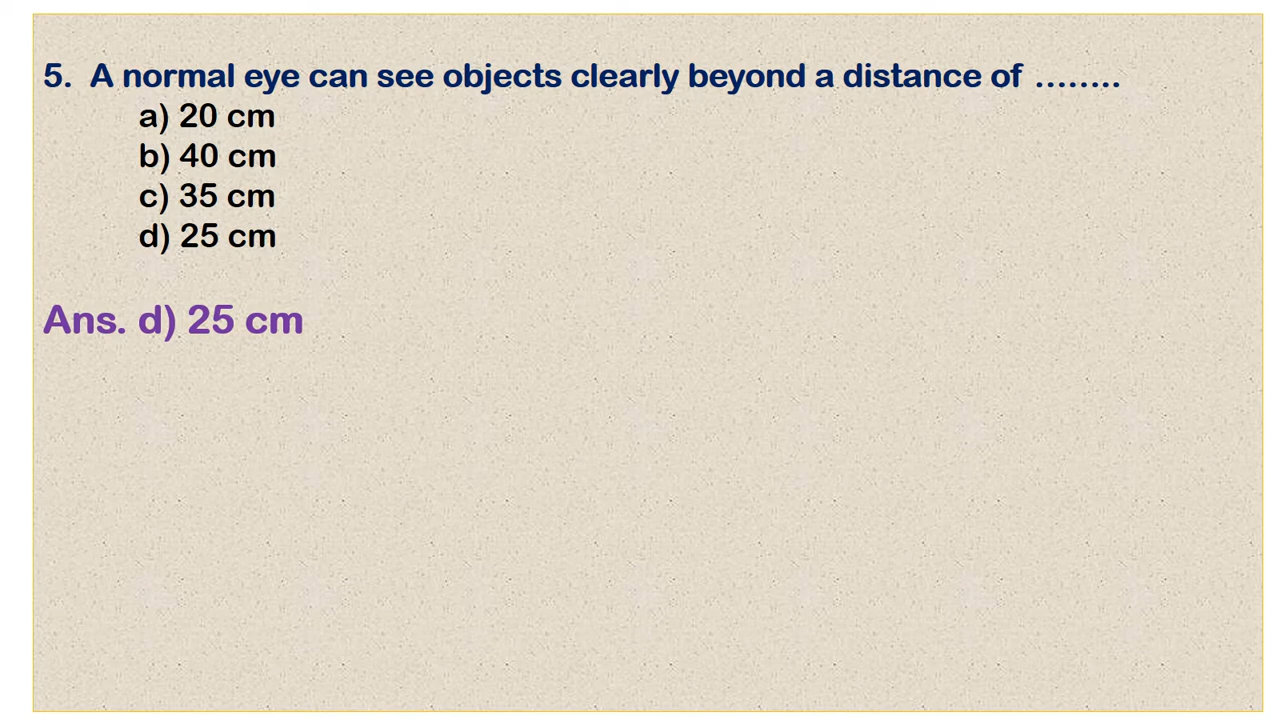 5. A normal eye can see objects clearly beyond a distance of ........
a) 20 cm
b) 40 cm
c) 35 cm
d) 25 cm
Ans. d) 25 cm